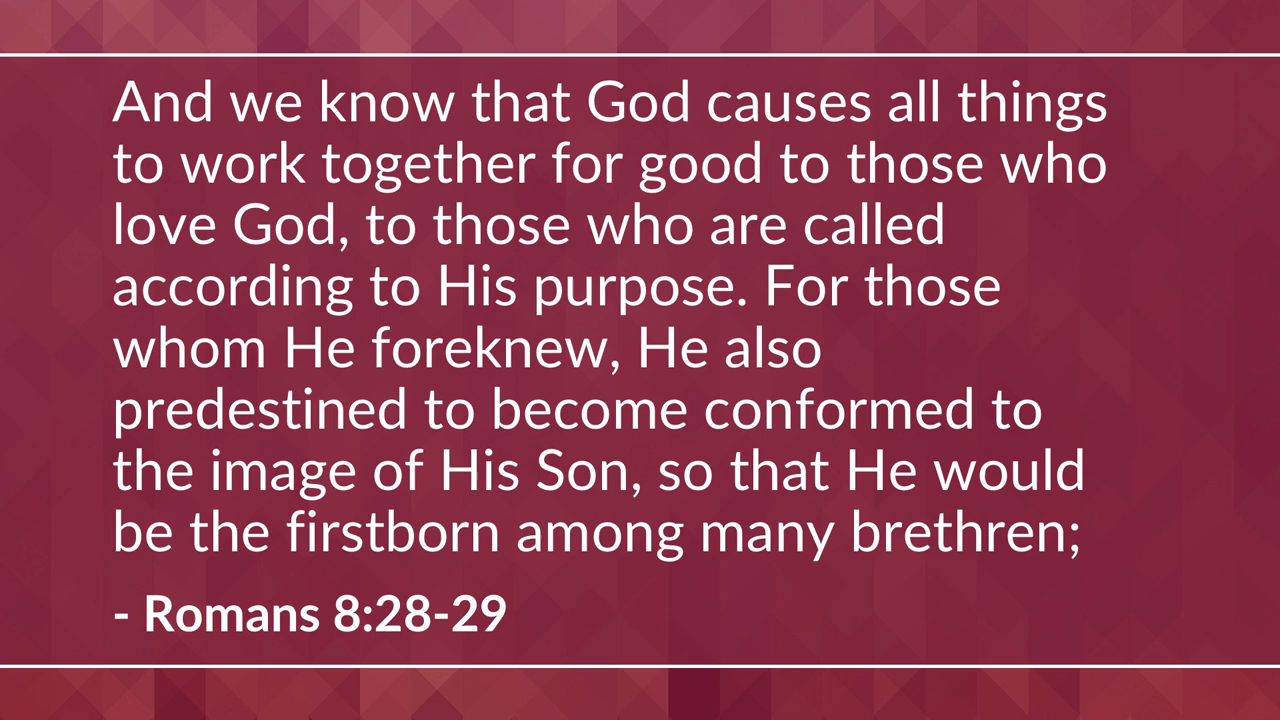 And we know that God causes all things
to work together for good to those who
love God, to those who are called
according to His purpose. For those
whom He foreknew, He also
predestined to become conformed to
the image of His Son, so that He would
be the firstborn among many brethren;
- Romans 8:28-29